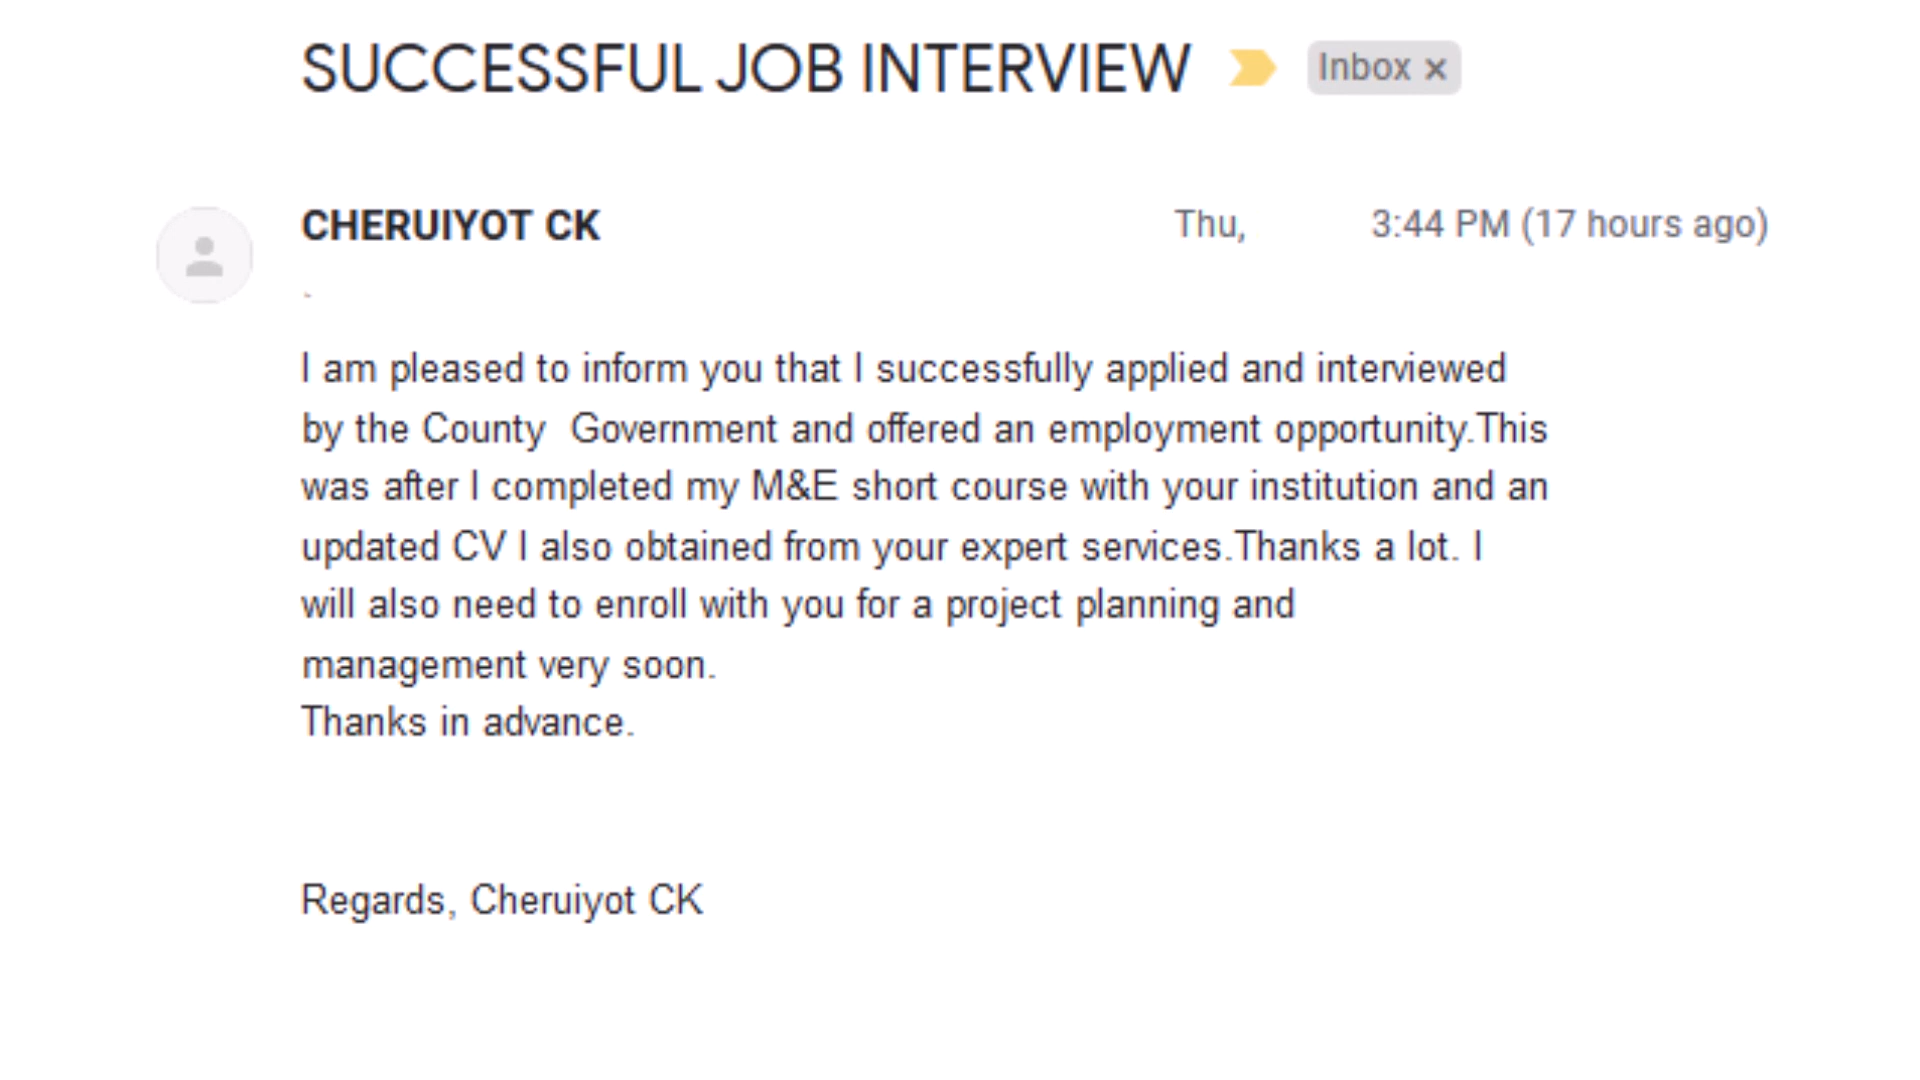 SUCCESSFUL JOB INTERVIEW Inbox ×
CHERUIYOT CK Thu, 3:44 PM (17 hours ago)
I am pleased to inform you that I successfully applied and interviewed
by the County  Government and offered an employment opportunity.This
was after I completed my M&E short course with your institution and an
updated CV I also obtained from your expert services.Thanks a lot. I
will also need to enroll with you for a project planning and
management very soon.
Thanks in advance.
Regards, Cheruiyot CK